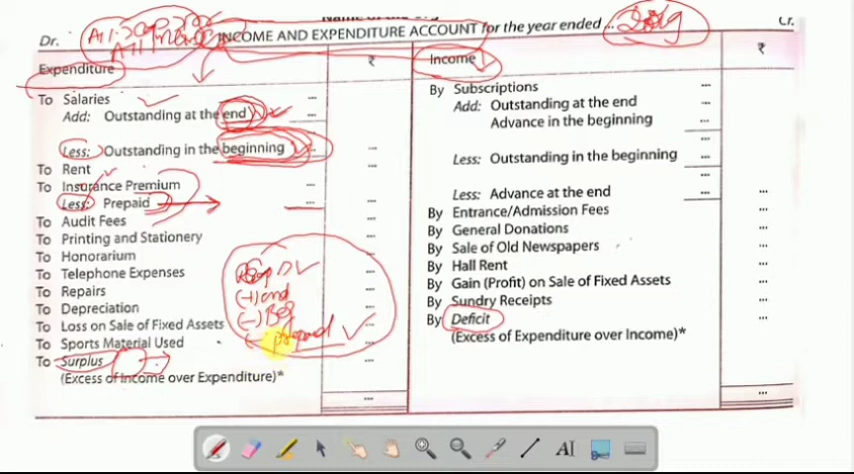 Dr. INCOME AND EXPENDITURE ACCOUNT for the year ended ... Cr.
Expenditure ₹ Income ₹
To Salaries ...
Add: Outstanding at the end ...
Less: Outstanding in the beginning ... ...
To Rent ...
To Insurance Premium ...
Less: Prepaid ... ...
To Audit Fees ...
To Printing and Stationery ...
To Honorarium ...
To Telephone Expenses ...
To Repairs ...
To Depreciation ...
To Loss on Sale of Fixed Assets ...
To Sports Material Used ...
To Surplus ...
(Excess of Income over Expenditure)*
...
By Subscriptions ...
Add: Outstanding at the end ...
Advance in the beginning ...
...
Less: Outstanding in the beginning ...
...
Less: Advance at the end ... ...
By Entrance/Admission Fees ...
By General Donations ...
By Sale of Old Newspapers ...
By Hall Rent ...
By Gain (Profit) on Sale of Fixed Assets ...
By Sundry Receipts ...
By Deficit ...
(Excess of Expenditure over Income)*
...
(+) end
(-) Beg
prepaid
AI